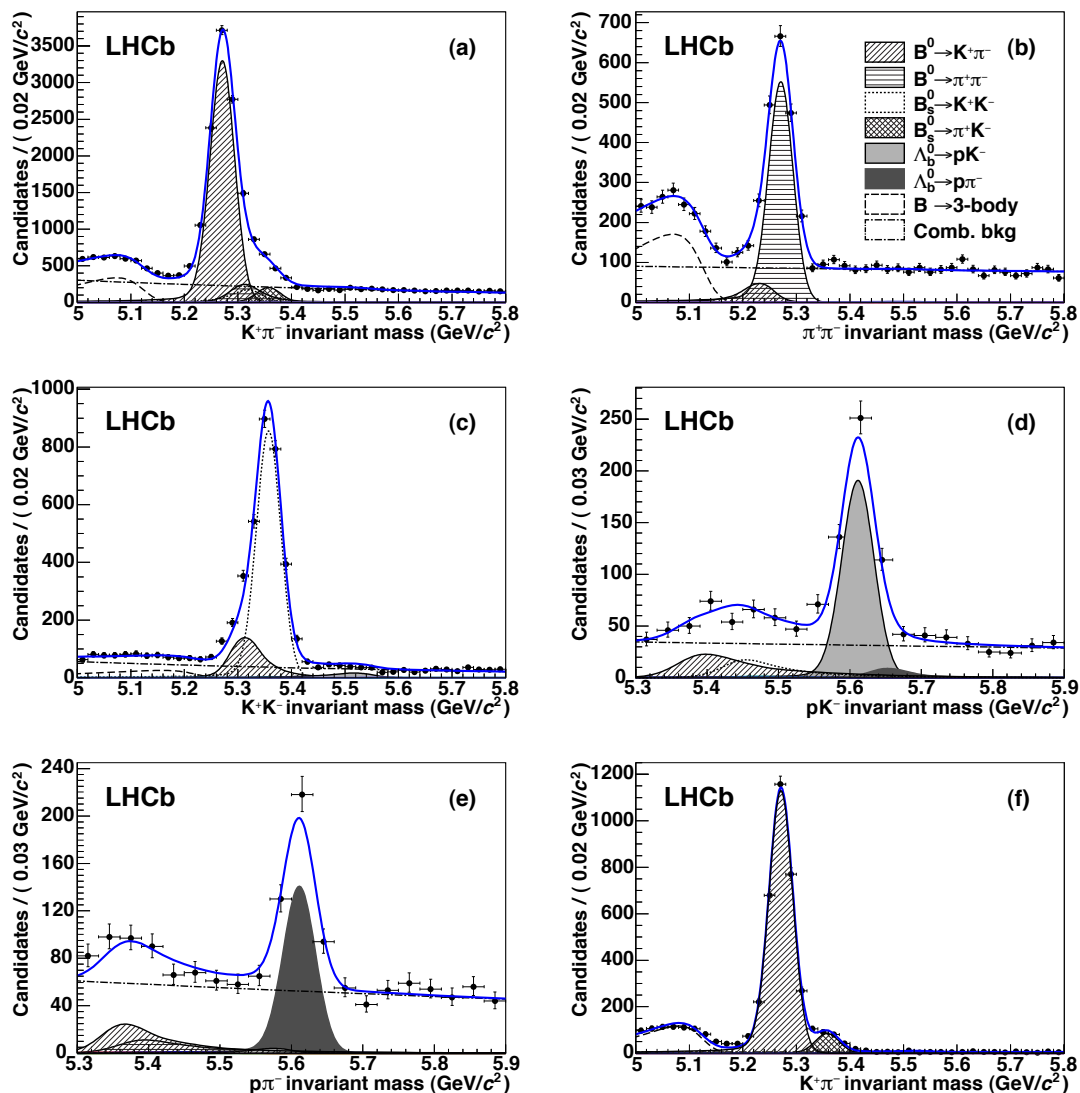 LHCb
(a)
Candidates / ( 0.02 GeV/c²)
3500
3000
2500
2000
1500
1000
500
0
5 5.1 5.2 5.3 5.4 5.5 5.6 5.7 5.8
K⁺π⁻ invariant mass (GeV/c²)
LHCb
(b)
Candidates / ( 0.02 GeV/c²)
700
600
500
400
300
200
100
0
B⁰→K⁺π⁻
B⁰→π⁺π⁻
B⁰ₛ→K⁺K⁻
B⁰ₛ→π⁺K⁻
Λ⁰_b→pK⁻
Λ⁰_b→pπ⁻
B→3-body
Comb. bkg
5 5.1 5.2 5.3 5.4 5.5 5.6 5.7 5.8
π⁺π⁻ invariant mass (GeV/c²)
LHCb
(c)
Candidates / ( 0.02 GeV/c²)
1000
800
600
400
200
0
5 5.1 5.2 5.3 5.4 5.5 5.6 5.7 5.8
K⁺K⁻ invariant mass (GeV/c²)
LHCb
(d)
Candidates / ( 0.03 GeV/c²)
250
200
150
100
50
0
5.3 5.4 5.5 5.6 5.7 5.8 5.9
pK⁻ invariant mass (GeV/c²)
LHCb
(e)
Candidates / ( 0.03 GeV/c²)
240
200
160
120
80
40
0
5.3 5.4 5.5 5.6 5.7 5.8 5.9
pπ⁻ invariant mass (GeV/c²)
LHCb
(f)
Candidates / ( 0.02 GeV/c²)
1200
1000
800
600
400
200
0
5 5.1 5.2 5.3 5.4 5.5 5.6 5.7 5.8
K⁺π⁻ invariant mass (GeV/c²)